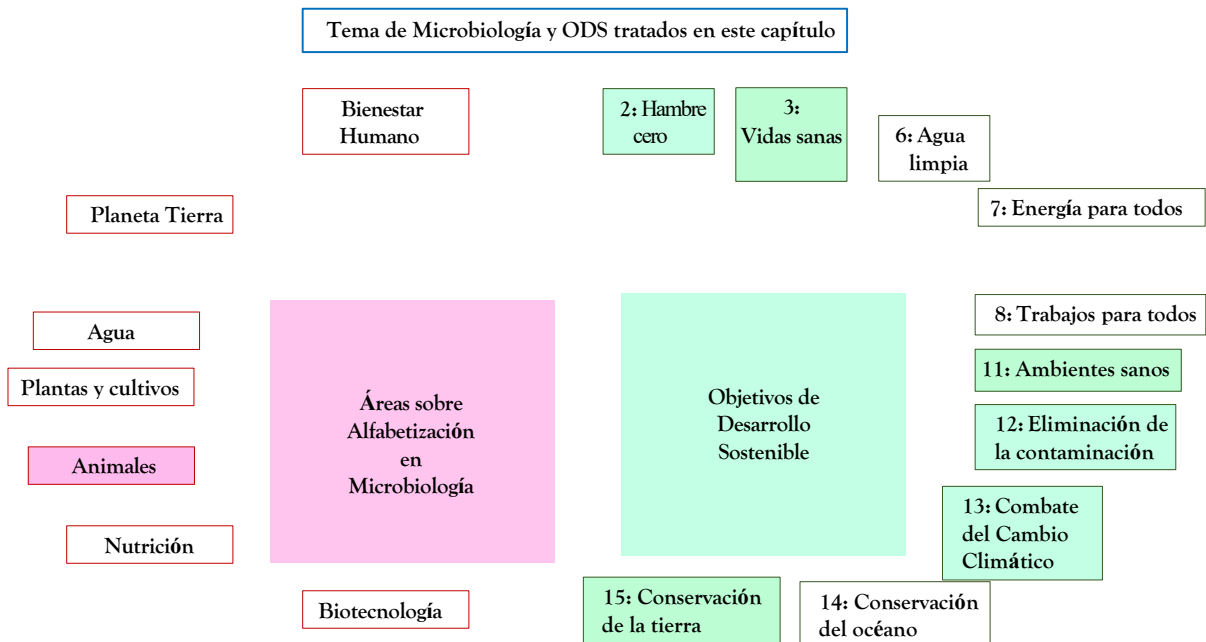 Tema de Microbiología y ODS tratados en este capítulo
Bienestar
Humano
2: Hambre
cero
3:
Vidas sanas
6: Agua
limpia
Planeta Tierra
7: Energía para todos
Agua
8: Trabajos para todos
Plantas y cultivos
11: Ambientes sanos
Áreas sobre
Alfabetización
en
Microbiología
Objetivos de
Desarrollo
Sostenible
12: Eliminación de
la contaminación
Animales
13: Combate
del Cambio
Climático
Nutrición
Biotecnología
15: Conservación
de la tierra
14: Conservación
del océano